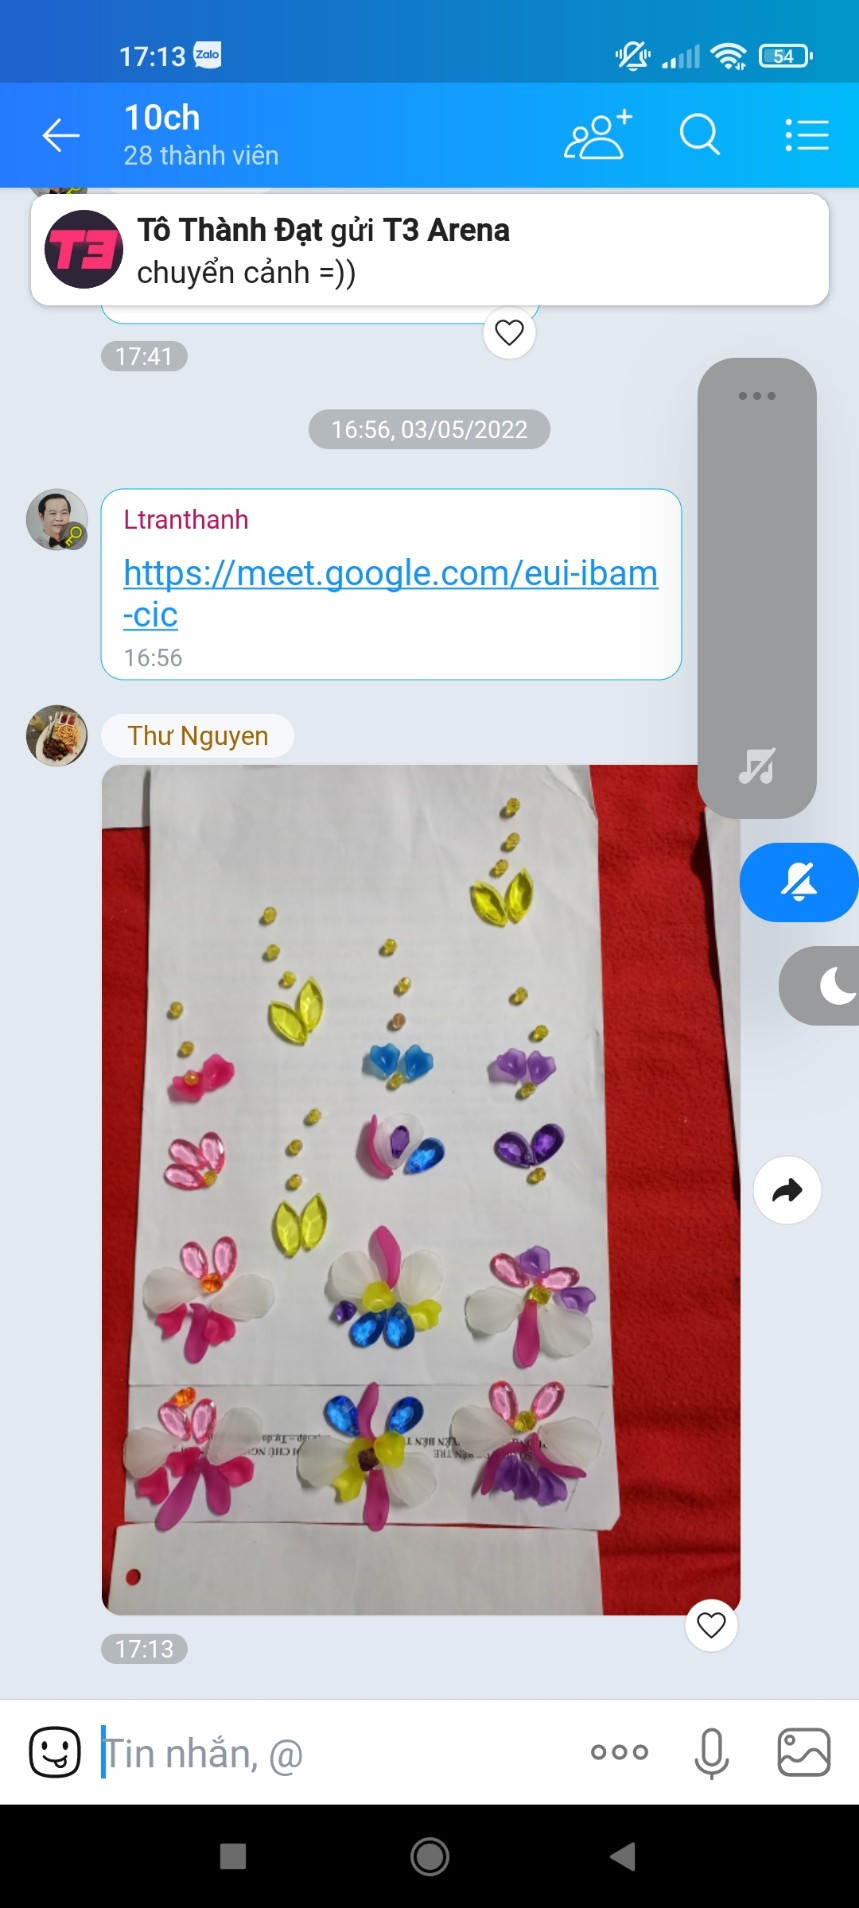 17:13 Zalo
54
10ch
28 thành viên
T3
Tô Thành Đạt gửi T3 Arena
chuyển cảnh =))
17:41
16:56, 03/05/2022
Ltranthanh
https://meet.google.com/eui-ibam
-cic
16:56
Thư Nguyen
17:13
Tin nhắn, @